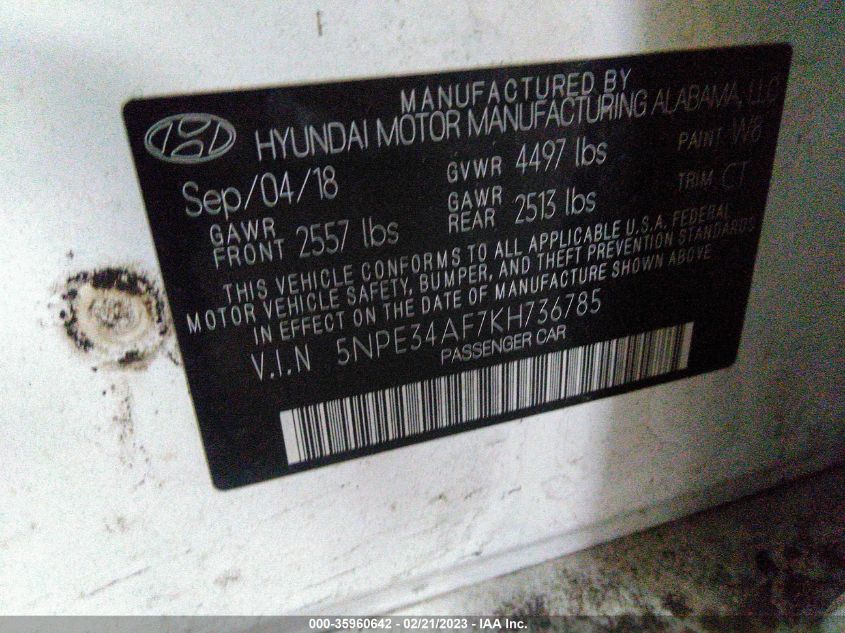 MANUFACTURED BY
HYUNDAI MOTOR MANUFACTURING ALABAMA, LLC
Sep/04/18 GVWR 4497 lbs PAINT W8
GAWR FRONT 2557 lbs GAWR REAR 2513 lbs TRIM CT
THIS VEHICLE CONFORMS TO ALL APPLICABLE U.S.A. FEDERAL
MOTOR VEHICLE SAFETY, BUMPER, AND THEFT PREVENTION STANDARDS
IN EFFECT ON THE DATE OF MANUFACTURE SHOWN ABOVE
V.I.N 5NPE34AF7KH736785
PASSENGER CAR
000-35960642 - 02/21/2023 - IAA Inc.